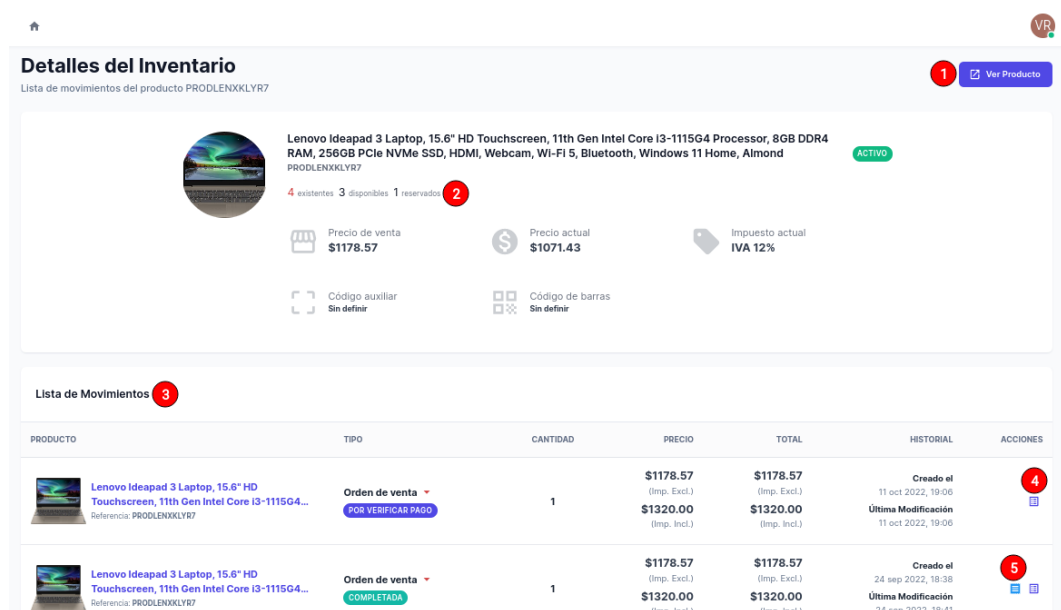 VR
Detalles del Inventario
Lista de movimientos del producto PRODLENXKLYR7
1
Ver Producto
Lenovo Ideapad 3 Laptop, 15.6" HD Touchscreen, 11th Gen Intel Core i3-1115G4 Processor, 8GB DDR4
RAM, 256GB PCIe NVMe SSD, HDMI, Webcam, Wi-Fi 5, Bluetooth, Windows 11 Home, Almond
ACTIVO
PRODLENXKLYR7
4 existentes 3 disponibles 1 reservados 2
Precio de venta
$1178.57
Precio actual
$1071.43
Impuesto actual
IVA 12%
Código auxiliar
Sin definir
Código de barras
Sin definir
Lista de Movimientos 3
PRODUCTO TIPO CANTIDAD PRECIO TOTAL HISTORIAL ACCIONES
Lenovo Ideapad 3 Laptop, 15.6" HD
Touchscreen, 11th Gen Intel Core i3-1115G4...
Referencia: PRODLENXKLYR7
Orden de venta
POR VERIFICAR PAGO
1
$1178.57
(Imp. Excl.)
$1320.00
(Imp. Incl.)
$1178.57
(Imp. Excl.)
$1320.00
(Imp. Incl.)
Creado el
11 oct 2022, 19:06
Última Modificación
11 oct 2022, 19:06
4
Lenovo Ideapad 3 Laptop, 15.6" HD
Touchscreen, 11th Gen Intel Core i3-1115G4...
Referencia: PRODLENXKLYR7
Orden de venta
COMPLETADA
1
$1178.57
(Imp. Excl.)
$1320.00
$1178.57
(Imp. Excl.)
$1320.00
Creado el
24 sep 2022, 18:38
Última Modificación
5